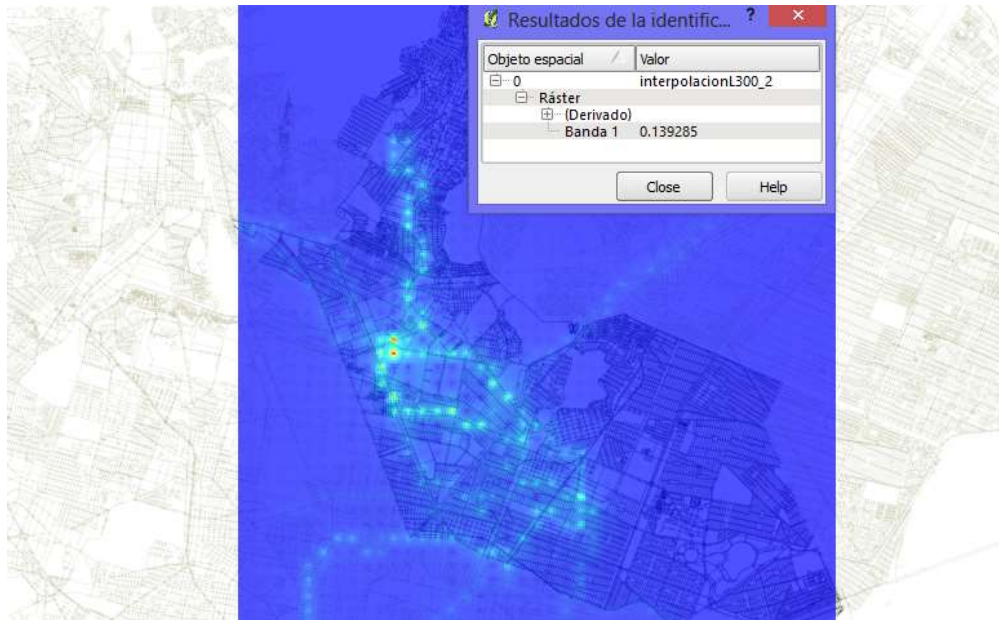 Resultados de la identific... ?
Objeto espacial Valor
0 interpolacionL300_2
Ráster
(Derivado)
Banda 1 0.139285
Close Help